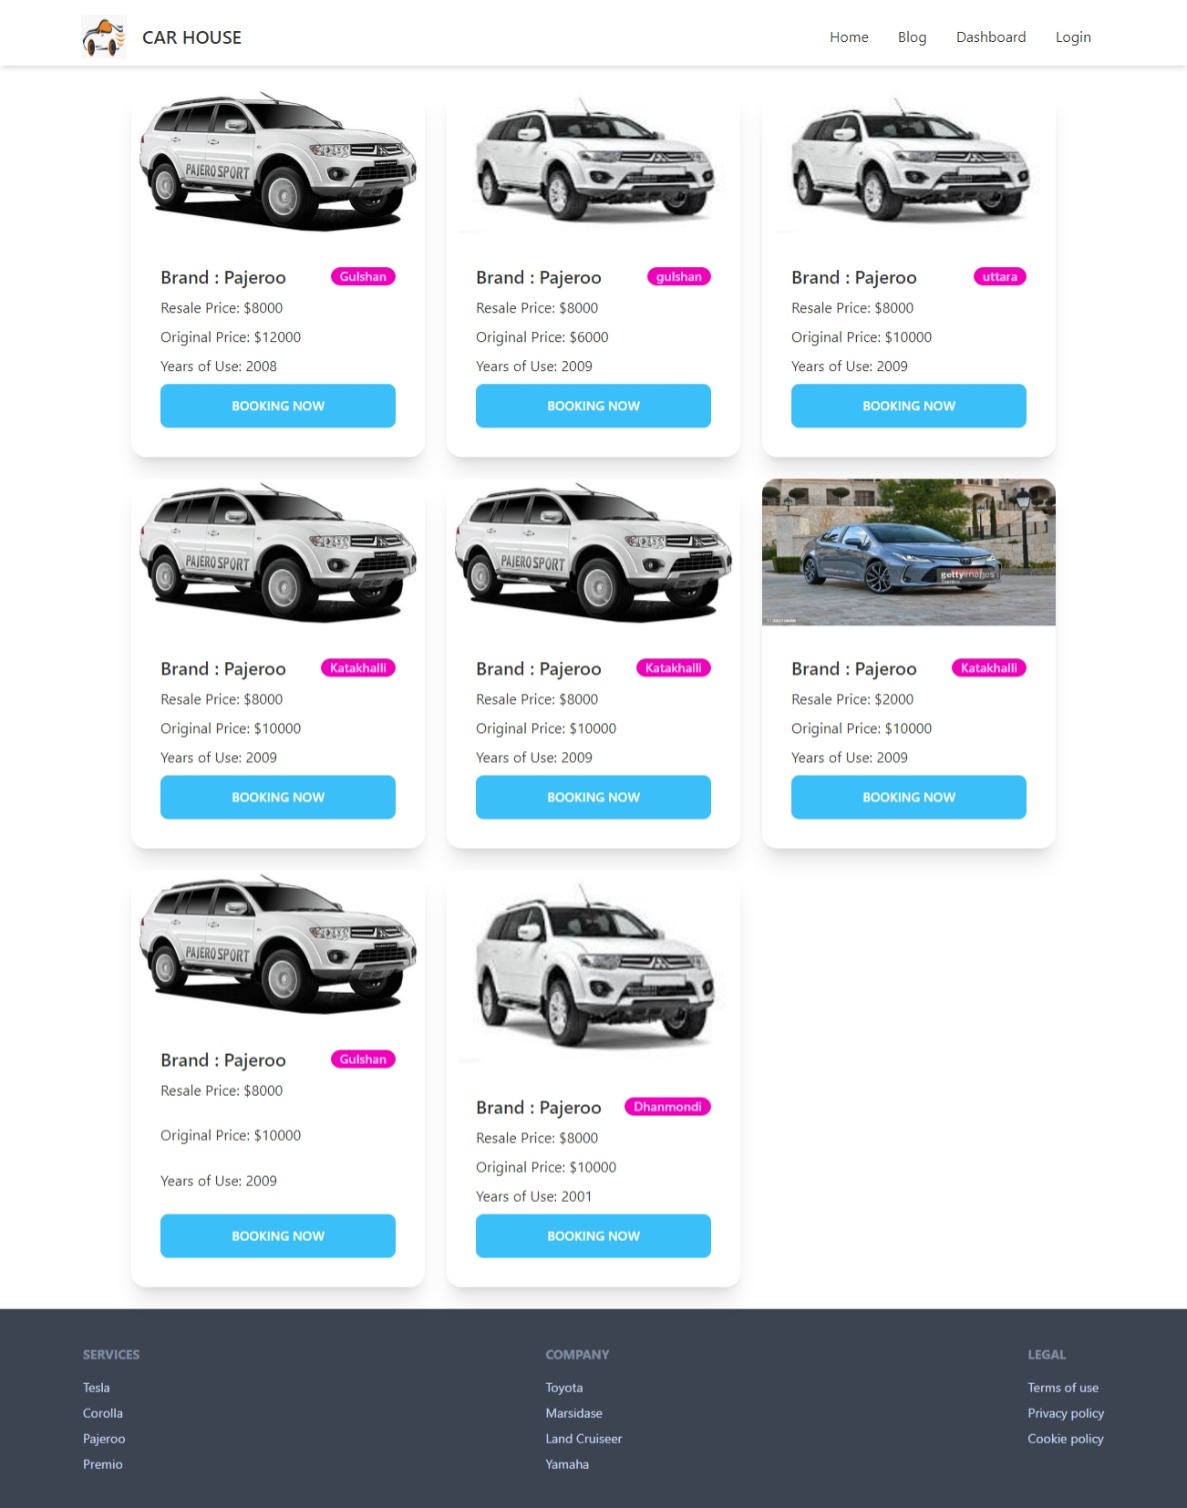 CAR HOUSE
Home Blog Dashboard Login
PAJERO SPORT
Brand : Pajeroo Gulshan
Resale Price: $8000
Original Price: $12000
Years of Use: 2008
BOOKING NOW
Brand : Pajeroo gulshan
Resale Price: $8000
Original Price: $6000
Years of Use: 2009
BOOKING NOW
Brand : Pajeroo uttara
Resale Price: $8000
Original Price: $10000
Years of Use: 2009
BOOKING NOW
PAJERO SPORT
Brand : Pajeroo Katakhalli
Resale Price: $8000
Original Price: $10000
Years of Use: 2009
BOOKING NOW
PAJERO SPORT
Brand : Pajeroo Katakhalli
Resale Price: $8000
Original Price: $10000
Years of Use: 2009
BOOKING NOW
gettyimages
Brand : Pajeroo Katakhalli
Resale Price: $2000
Original Price: $10000
Years of Use: 2009
BOOKING NOW
PAJERO SPORT
Brand : Pajeroo Gulshan
Resale Price: $8000
Original Price: $10000
Years of Use: 2009
BOOKING NOW
Brand : Pajeroo Dhanmondi
Resale Price: $8000
Original Price: $10000
Years of Use: 2001
BOOKING NOW
SERVICES
Tesla
Corolla
Pajeroo
Premio
COMPANY
Toyota
Marsidase
Land Cruiseer
Yamaha
LEGAL
Terms of use
Privacy policy
Cookie policy